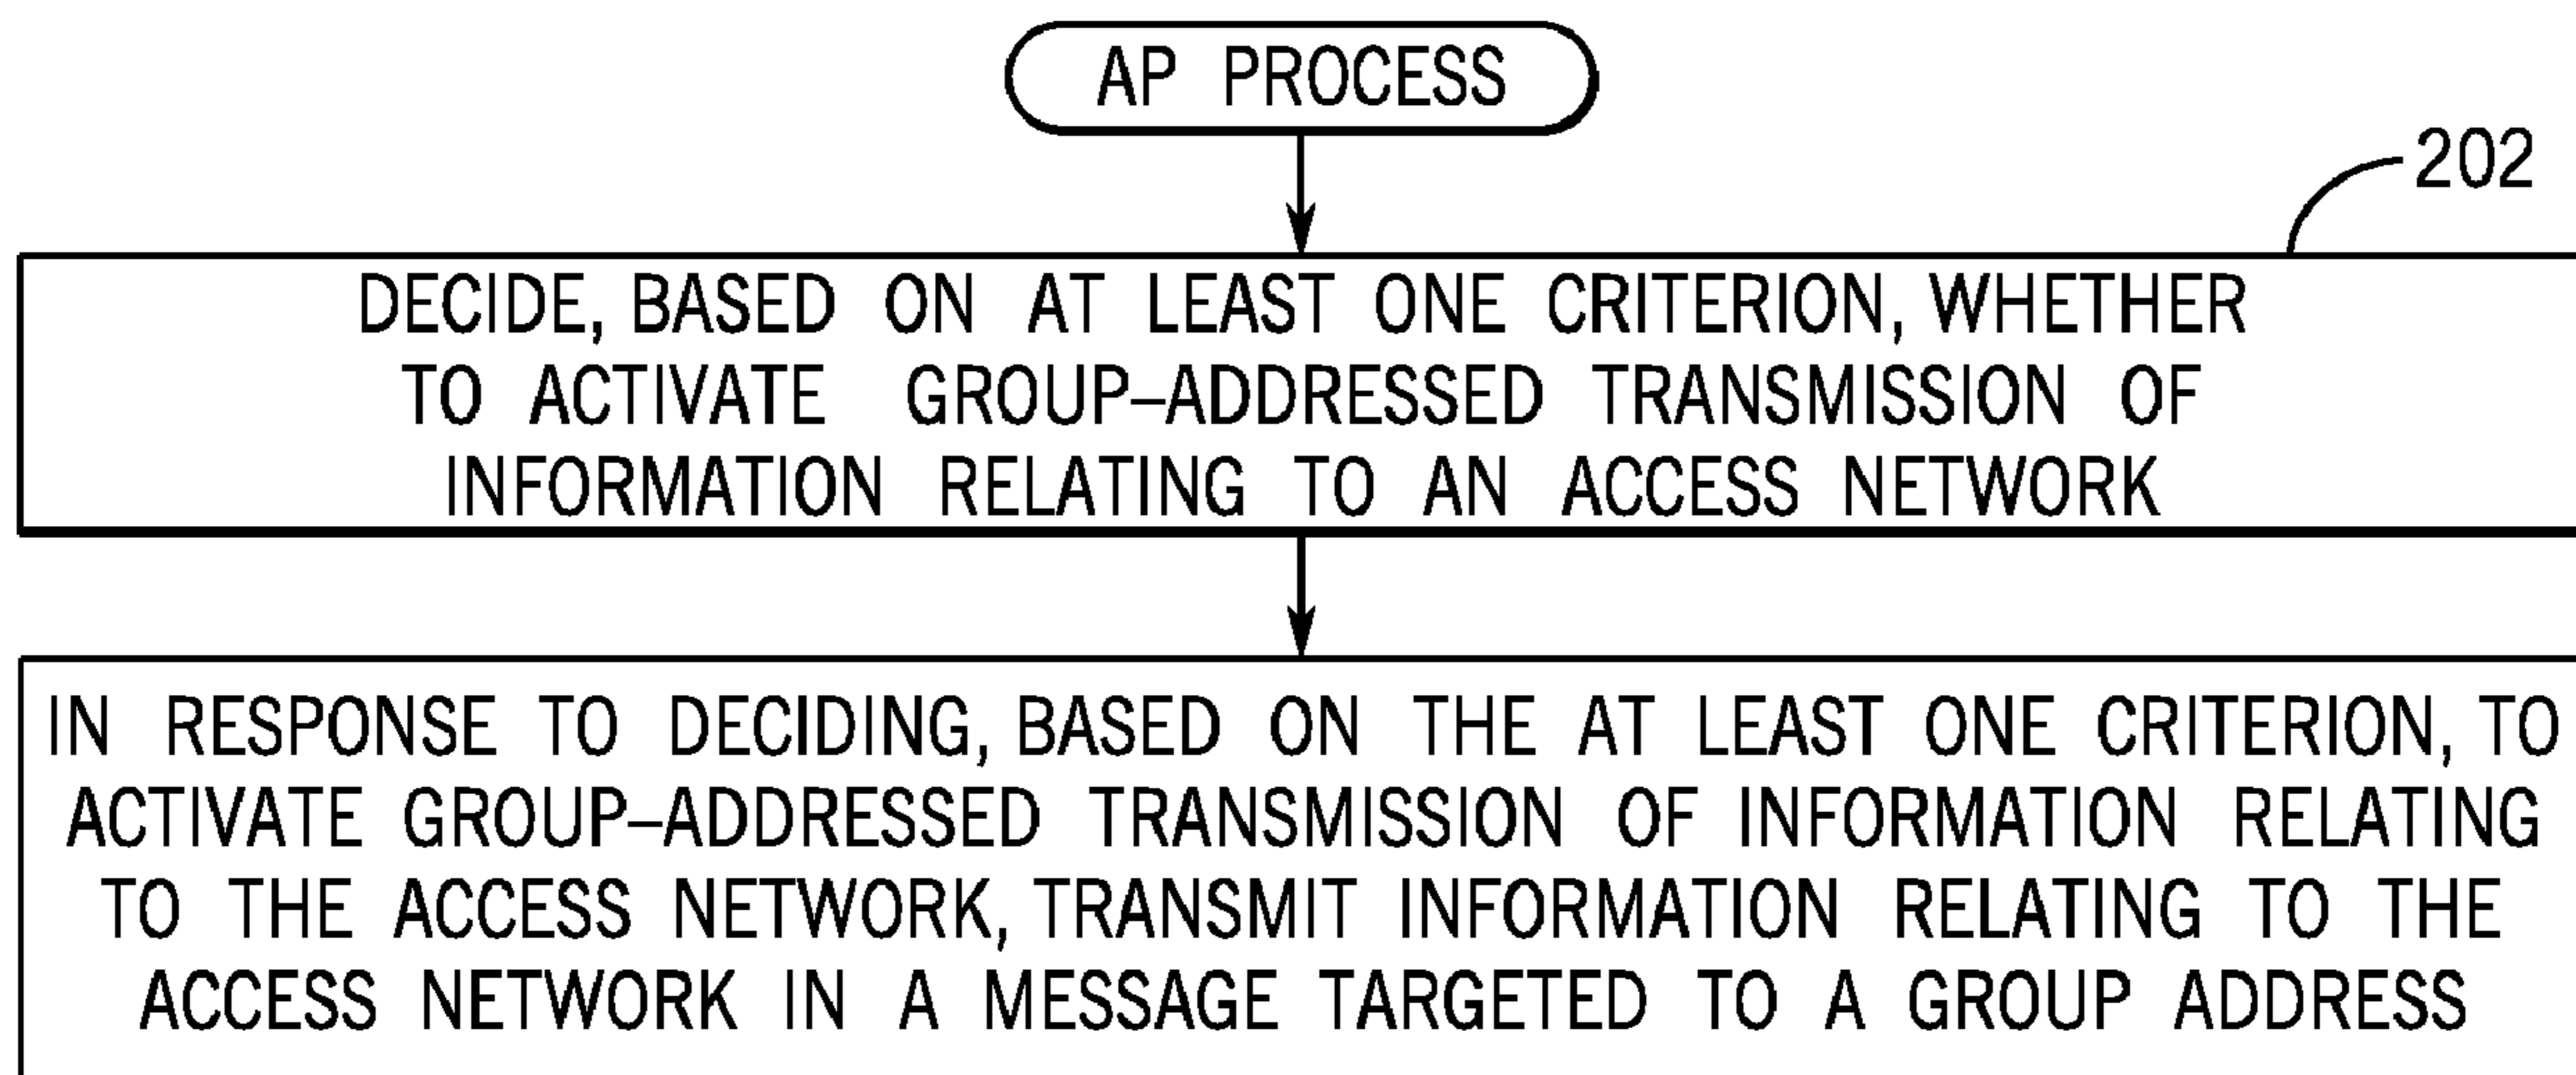 AP PROCESS
202
DECIDE, BASED ON AT LEAST ONE CRITERION, WHETHER
TO ACTIVATE GROUP–ADDRESSED TRANSMISSION OF
INFORMATION RELATING TO AN ACCESS NETWORK
IN RESPONSE TO DECIDING, BASED ON THE AT LEAST ONE CRITERION, TO
ACTIVATE GROUP–ADDRESSED TRANSMISSION OF INFORMATION RELATING
TO THE ACCESS NETWORK, TRANSMIT INFORMATION RELATING TO THE
ACCESS NETWORK IN A MESSAGE TARGETED TO A GROUP ADDRESS